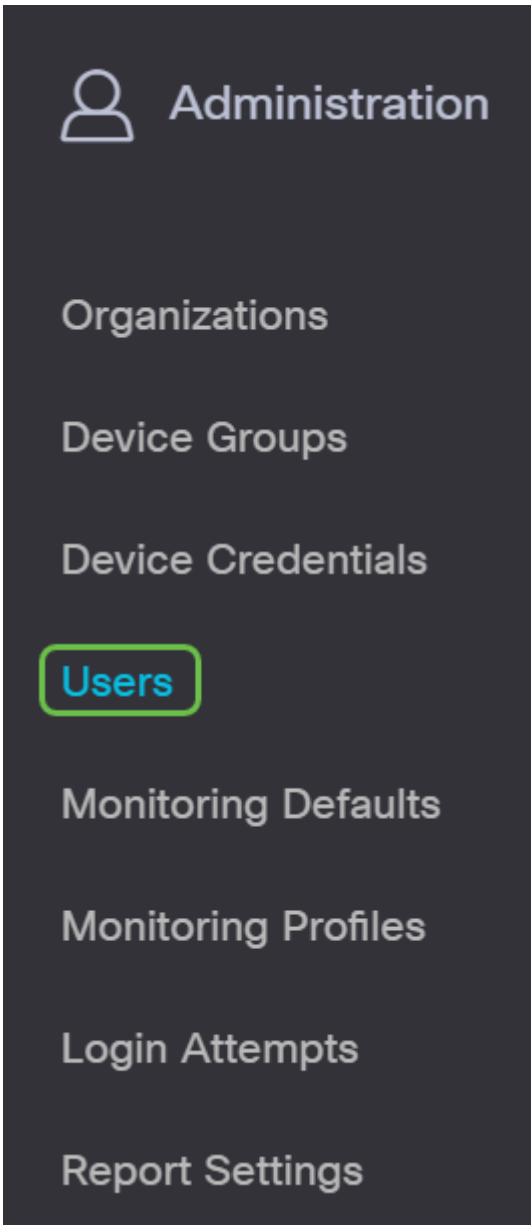 Administration
Organizations
Device Groups
Device Credentials
Users
Monitoring Defaults
Monitoring Profiles
Login Attempts
Report Settings